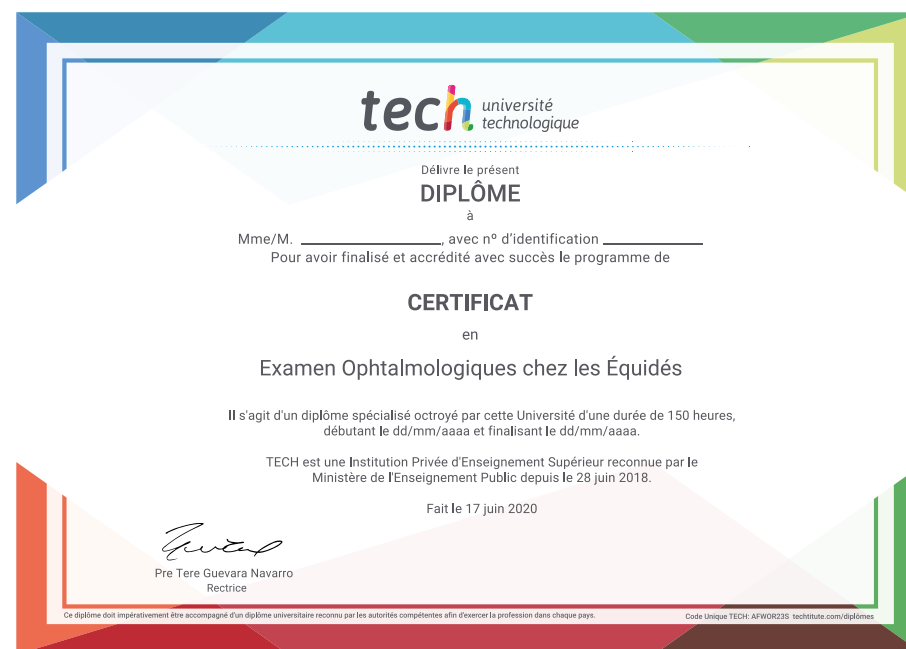 tech université
technologique
Délivre le présent
DIPLÔME
à
Mme/M. ____________________, avec nº d'identification ______________
Pour avoir finalisé et accrédité avec succès le programme de
CERTIFICAT
en
Examen Ophtalmologiques chez les Équidés
Il s'agit d'un diplôme spécialisé octroyé par cette Université d'une durée de 150 heures,
débutant le dd/mm/aaaa et finalisant le dd/mm/aaaa.
TECH est une Institution Privée d'Enseignement Supérieur reconnue par le
Ministère de l'Enseignement Public depuis le 28 juin 2018.
Fait le 17 juin 2020
Pre Tere Guevara Navarro
Rectrice
Ce diplôme doit impérativement être accompagné d'un diplôme universitaire reconnu par les autorités compétentes afin d'exercer la profession dans chaque pays.
Code Unique TECH: AFWOR23S techtitute.com/diplômes